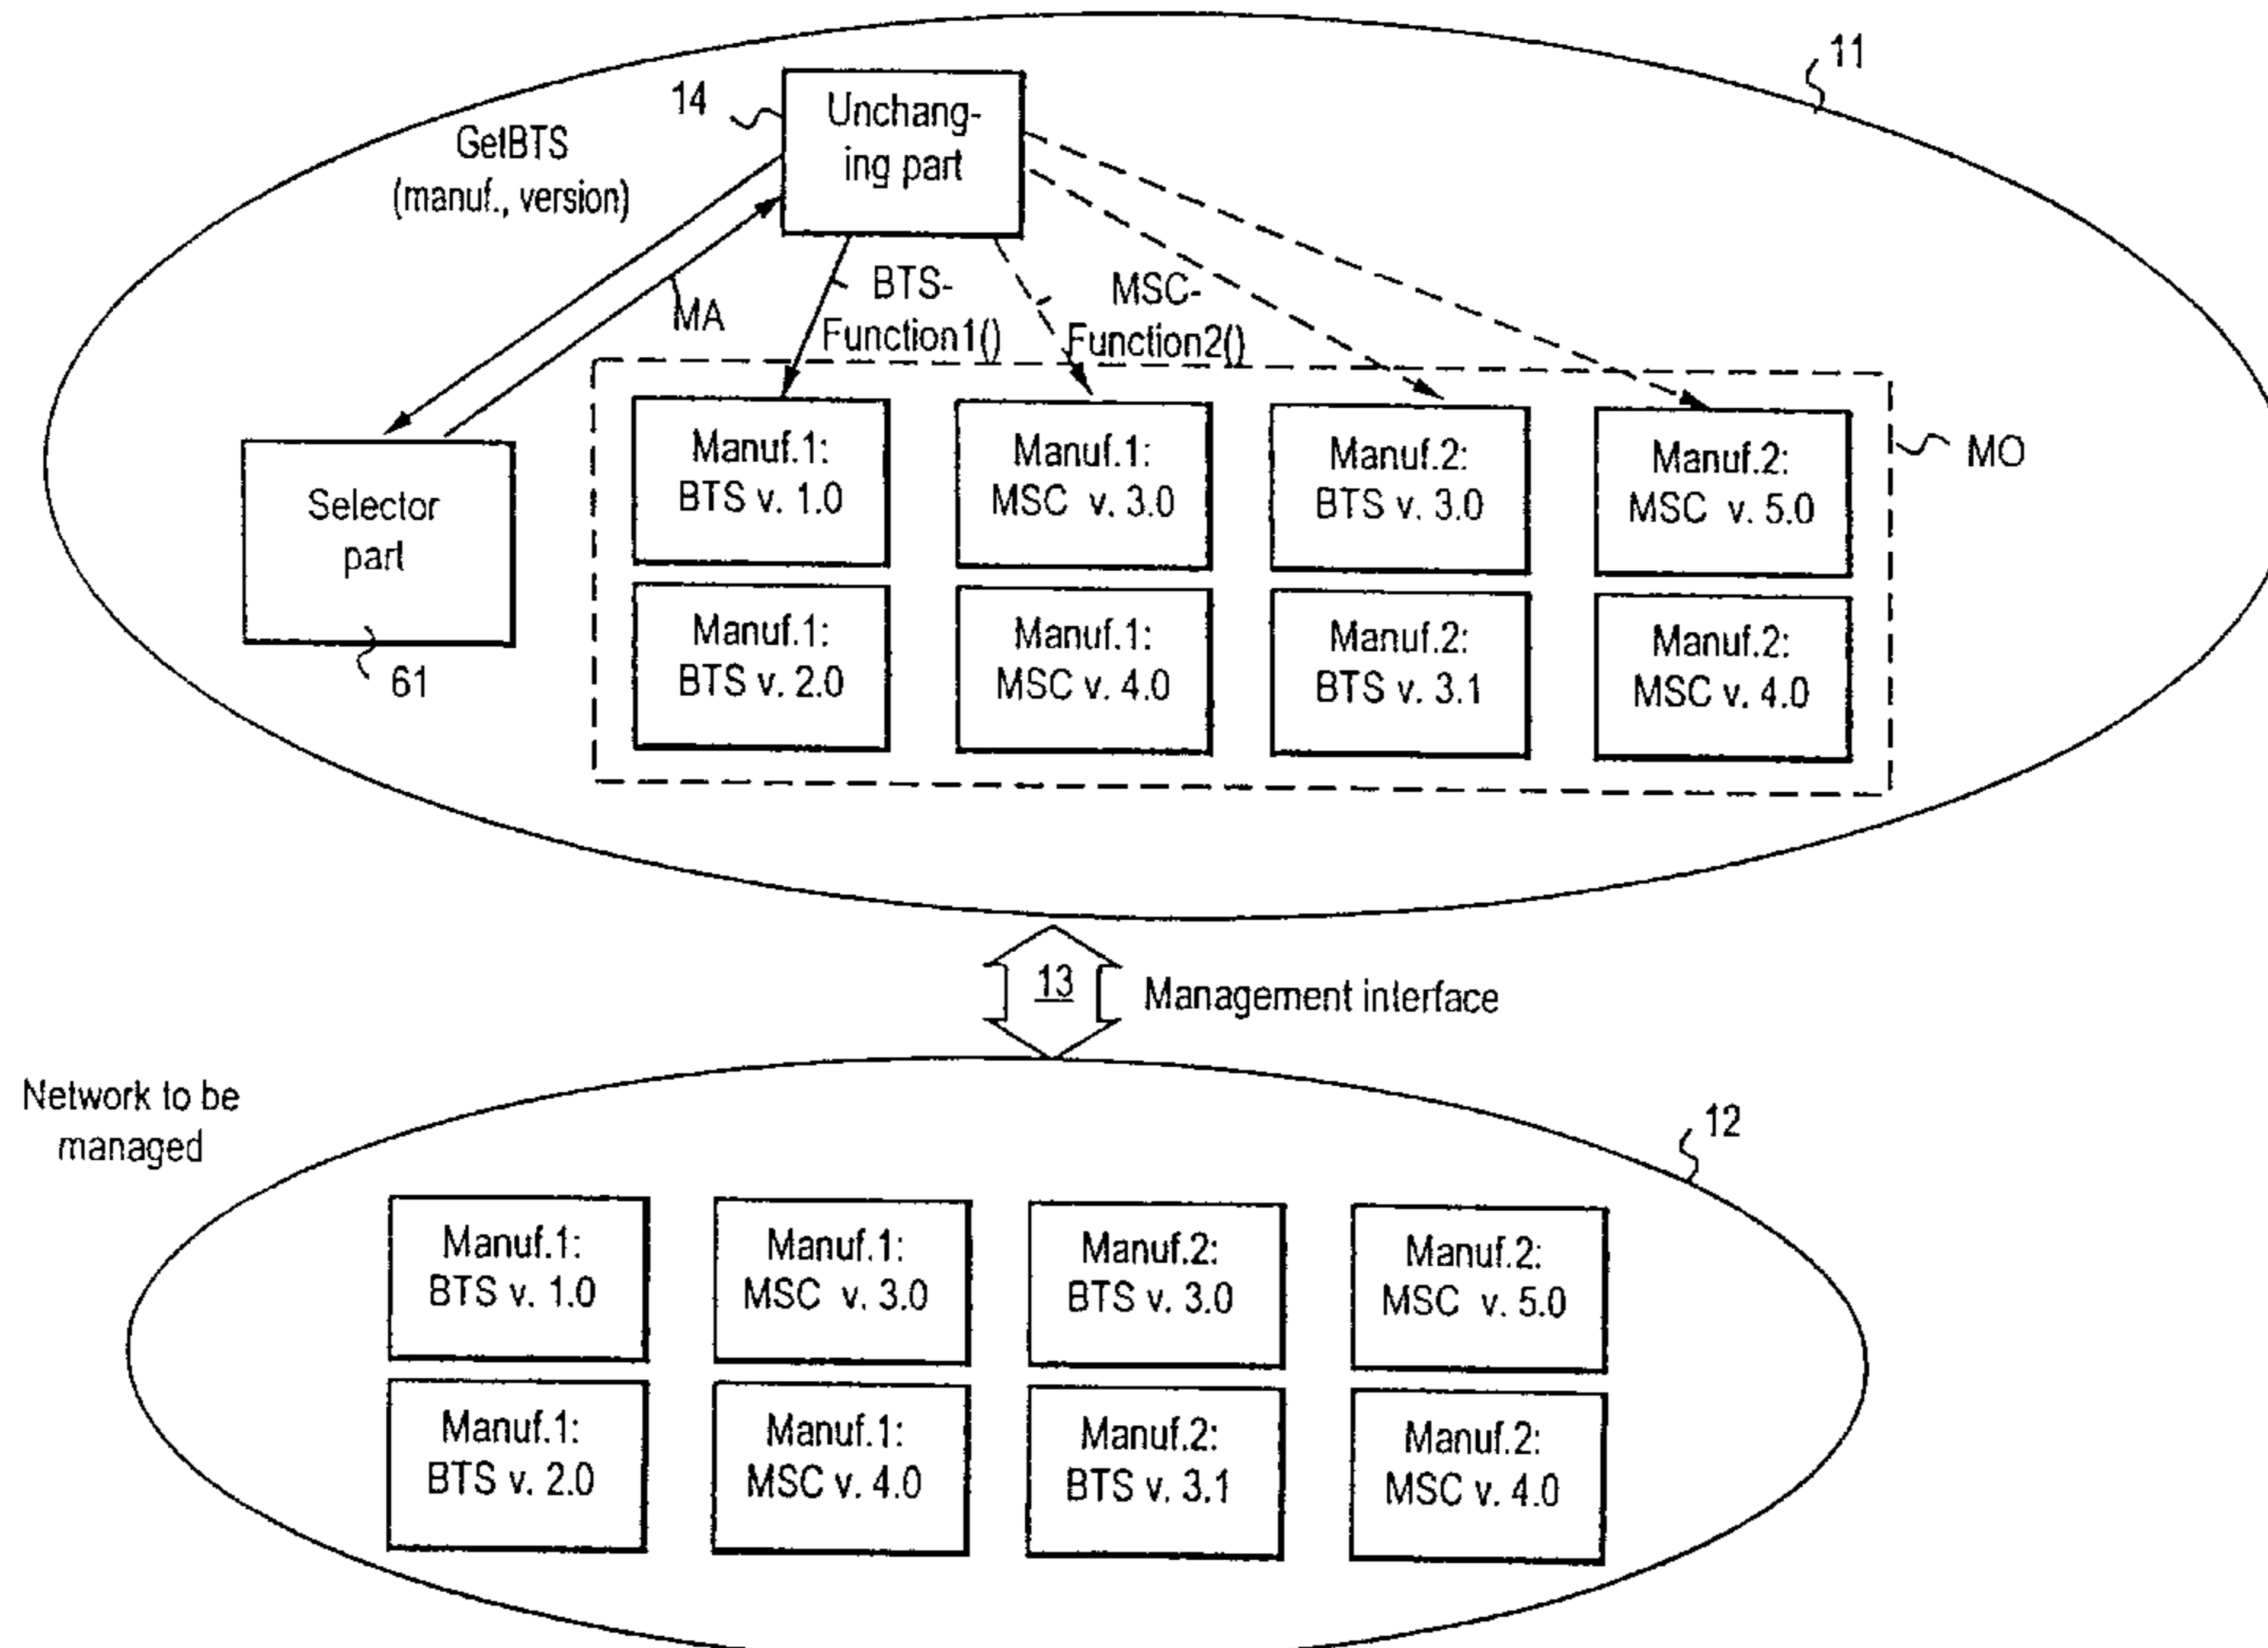 11
14
Unchang-
ing part
GetBTS
(manuf., version)
MA
BTS-
Function1()
MSC-
Function2()
MO
Selector
part
61
Manuf.1:
BTS v. 1.0
Manuf.1:
MSC v. 3.0
Manuf.2:
BTS v. 3.0
Manuf.2:
MSC v. 5.0
Manuf.1:
BTS v. 2.0
Manuf.1:
MSC v. 4.0
Manuf.2:
BTS v. 3.1
Manuf.2:
MSC v. 4.0
13
Management interface
Network to be
managed
12
Manuf.1:
BTS v. 1.0
Manuf.1:
MSC v. 3.0
Manuf.2:
BTS v. 3.0
Manuf.2:
MSC v. 5.0
Manuf.1:
BTS v. 2.0
Manuf.1:
MSC v. 4.0
Manuf.2:
BTS v. 3.1
Manuf.2:
MSC v. 4.0